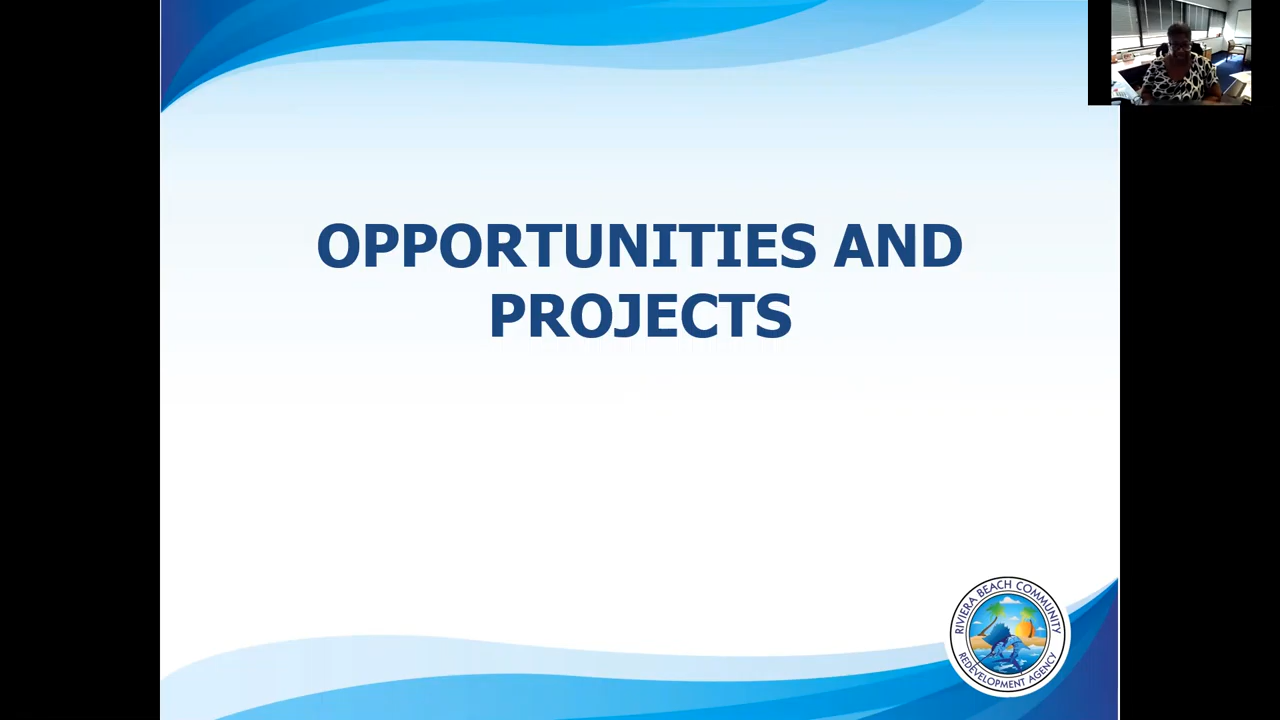 OPPORTUNITIES AND
PROJECTS
RIVIERA BEACH COMMUNITY
REDEVELOPMENT AGENCY